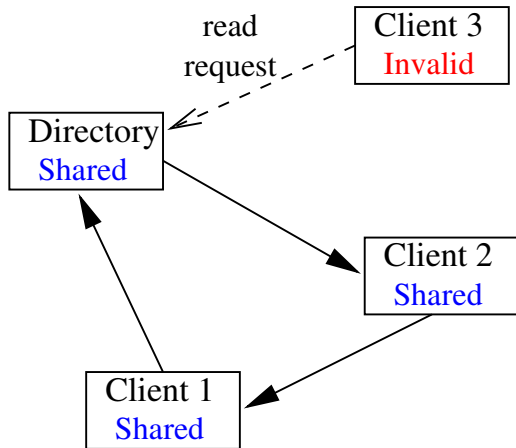 read
request
Client 3
Invalid
Directory
Shared
Client 2
Shared
Client 1
Shared